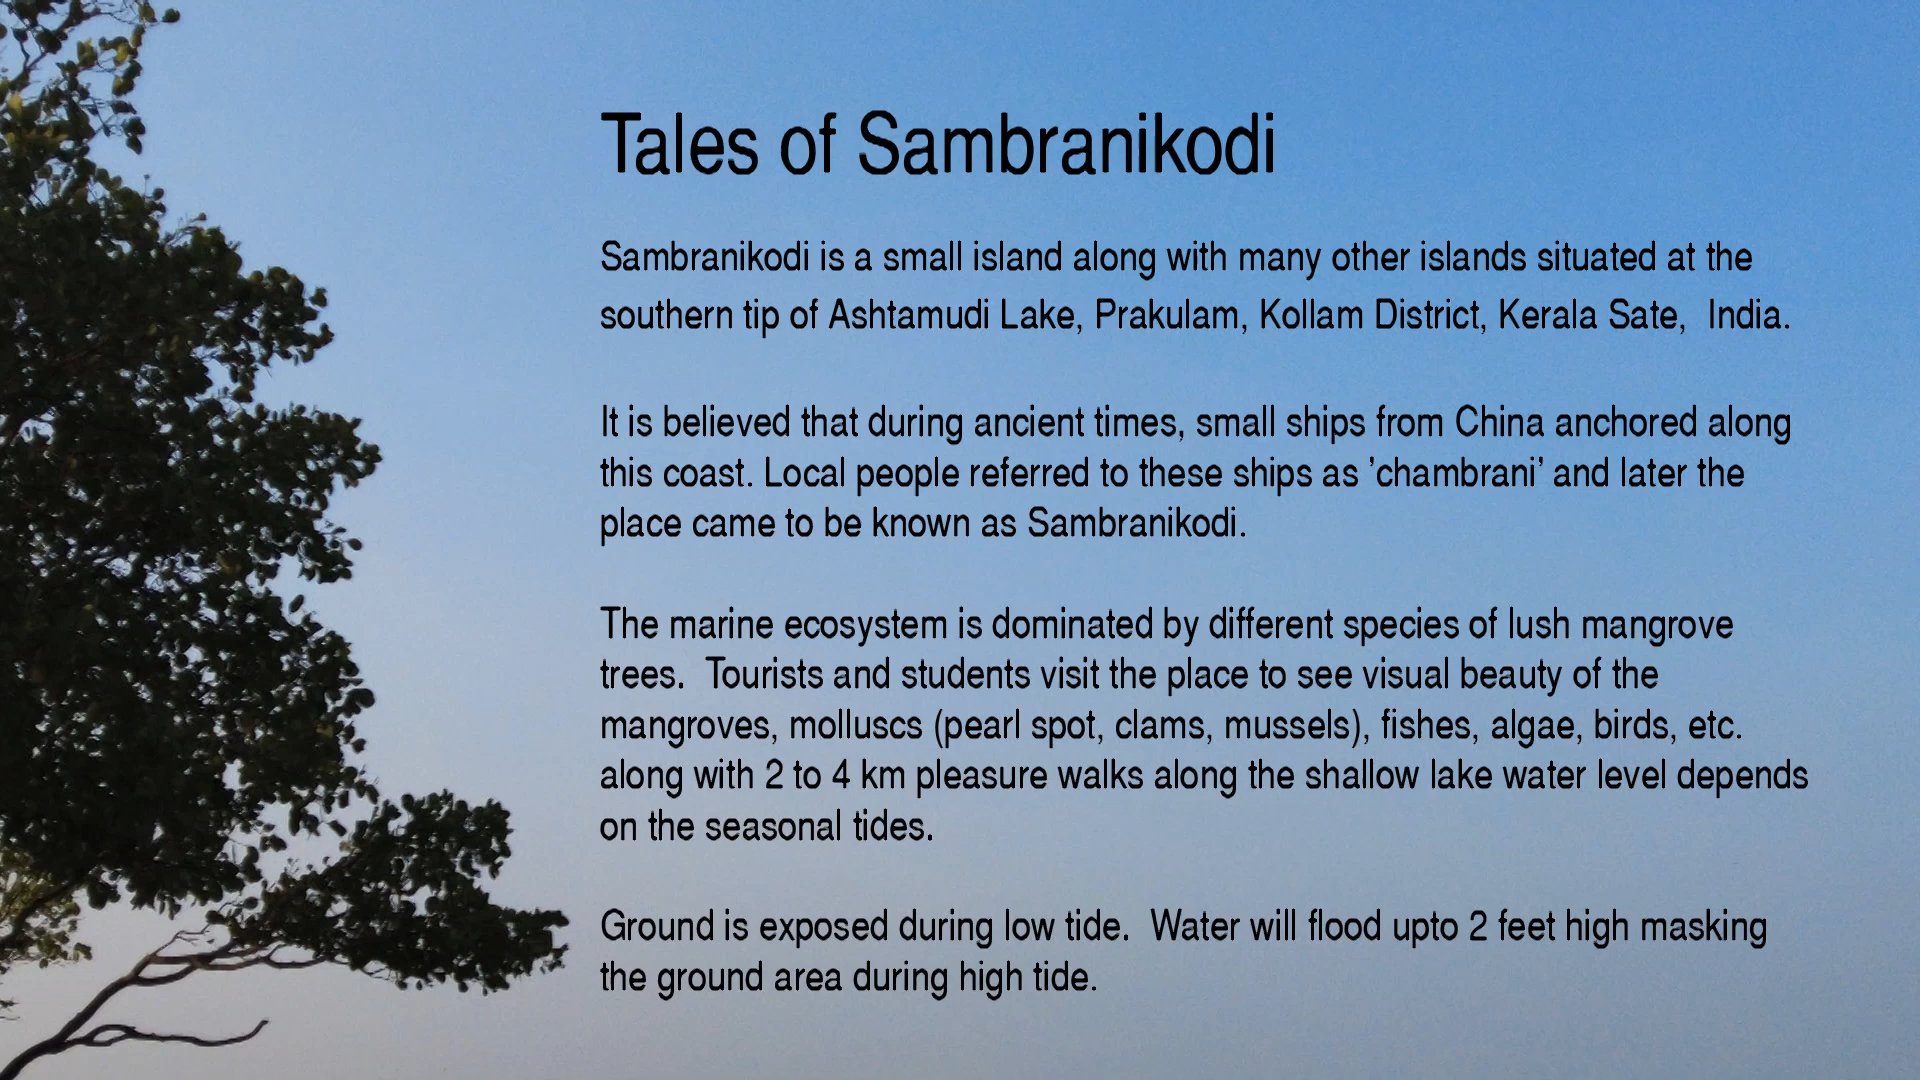 Tales of Sambranikodi
Sambranikodi is a small island along with many other islands situated at the
southern tip of Ashtamudi Lake, Prakulam, Kollam District, Kerala Sate,  India.
It is believed that during ancient times, small ships from China anchored along
this coast. Local people referred to these ships as 'chambrani' and later the
place came to be known as Sambranikodi.
The marine ecosystem is dominated by different species of lush mangrove
trees.  Tourists and students visit the place to see visual beauty of the
mangroves, molluscs (pearl spot, clams, mussels), fishes, algae, birds, etc.
along with 2 to 4 km pleasure walks along the shallow lake water level depends
on the seasonal tides.
Ground is exposed during low tide.  Water will flood upto 2 feet high masking
the ground area during high tide.